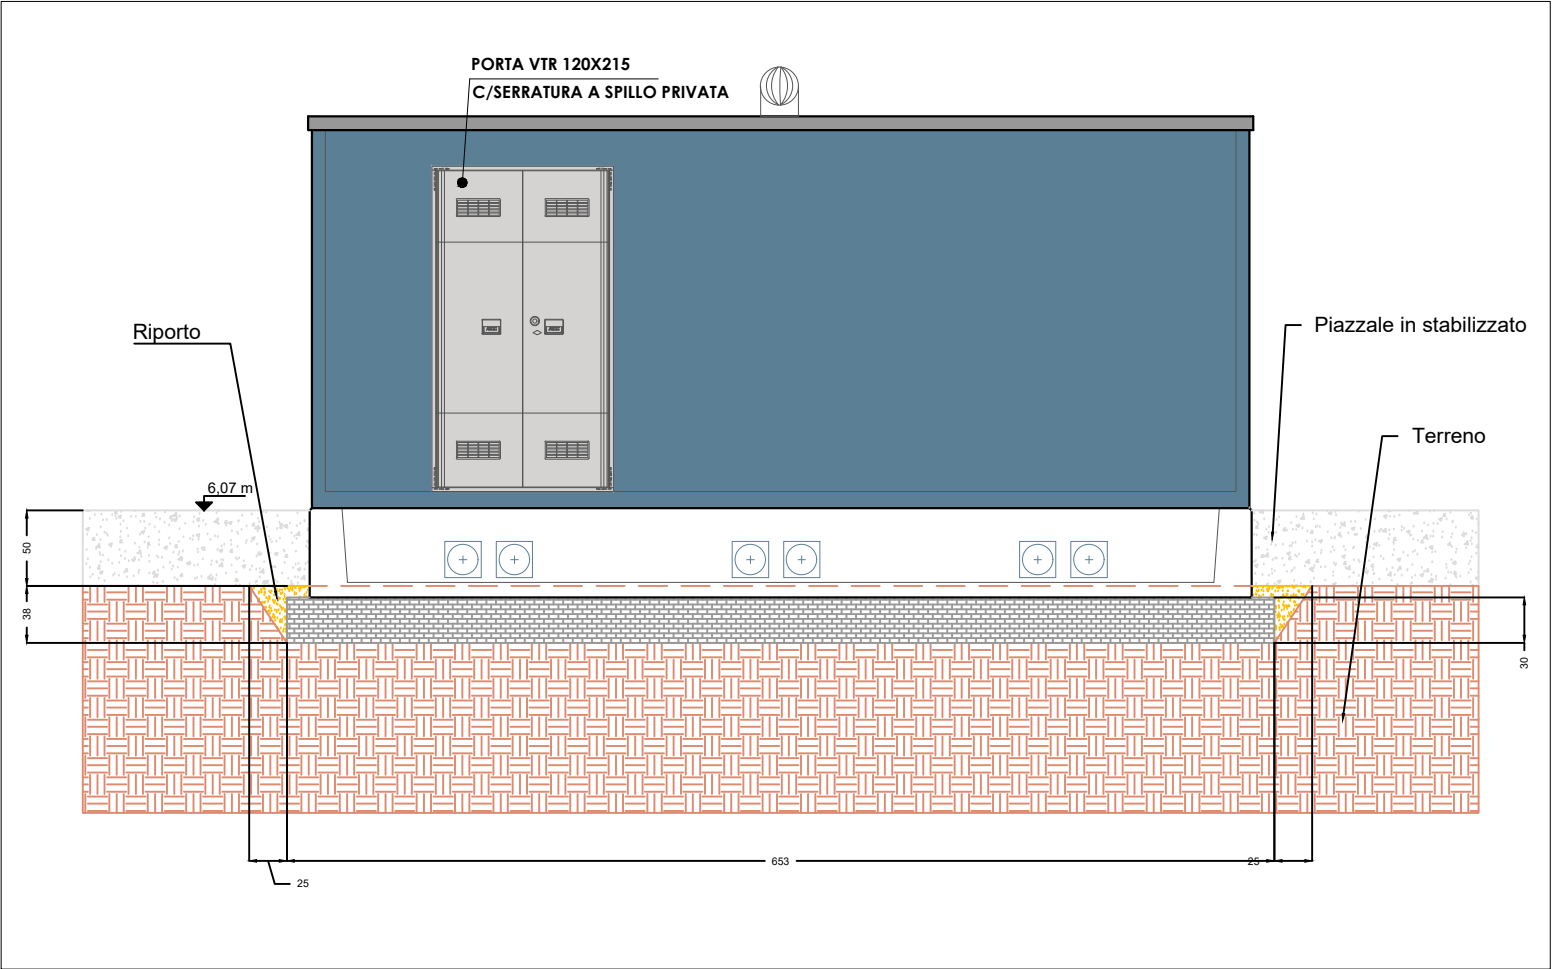 PORTA VTR 120X215
C/SERRATURA A SPILLO PRIVATA
Riporto
Piazzale in stabilizzato
Terreno
6,07 m
50
38
30
653
25
25